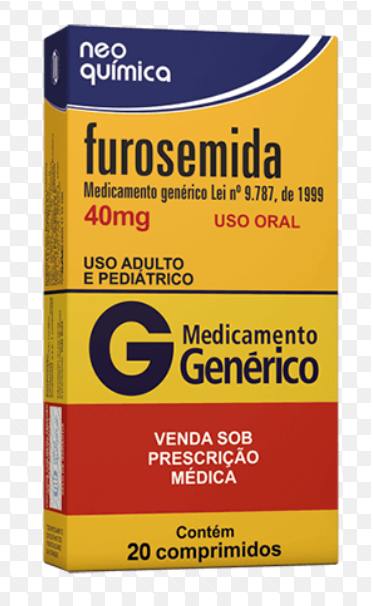 neo
química
furosemida
Medicamento genérico Lei nº 9.787, de 1999
40mg USO ORAL
USO ADULTO
E PEDIÁTRICO
G Medicamento
Genérico
VENDA SOB
PRESCRIÇÃO
MÉDICA
Contém
20 comprimidos